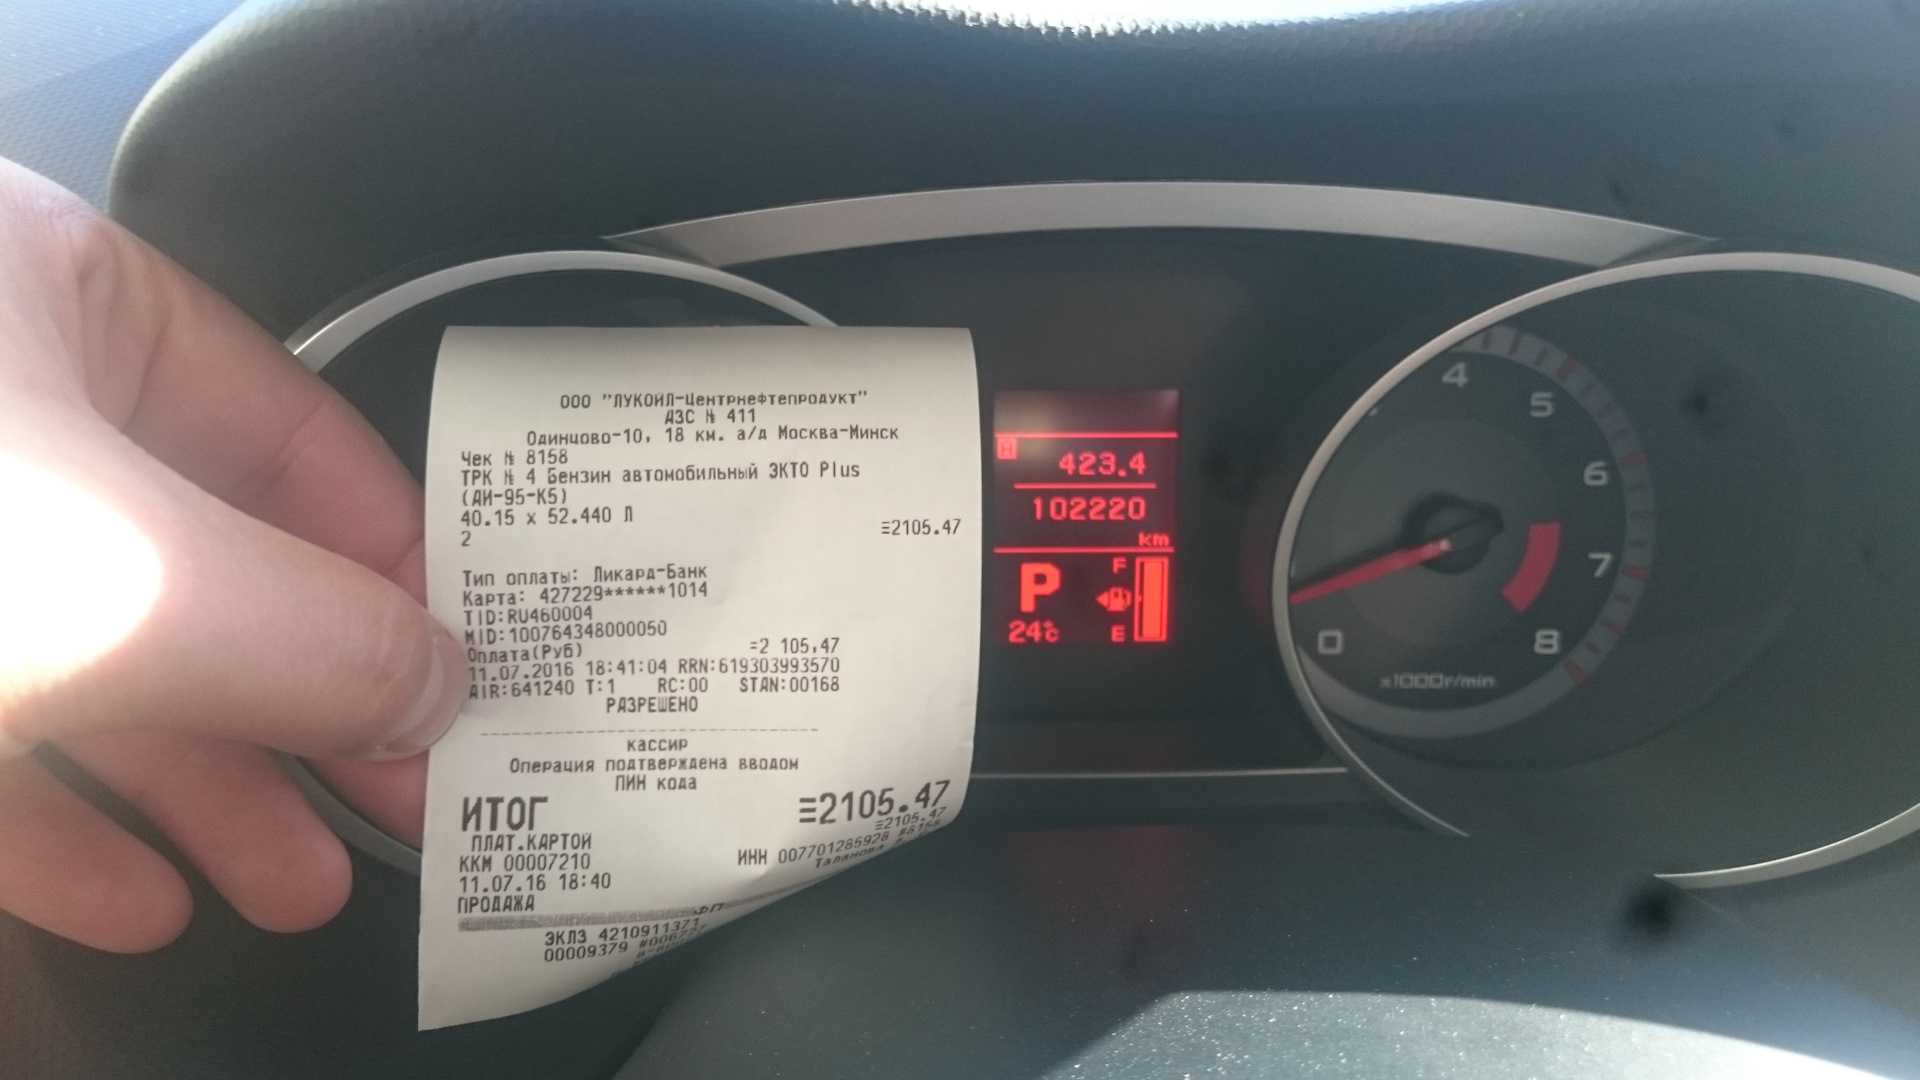 ООО "ЛУКОЙЛ-Центрнефтепродукт"
АЗС № 411
Одинцово-10, 18 км. а/д Москва-Минск
Чек № 8158
ТРК № 4 Бензин автомобильный ЭКТО Plus
(АИ-95-К5)
40.15 x 52.440 Л
≡2105.47
2
Тип оплаты: Ликард-Банк
Карта: 427229******1014
TID:RU460004
MID:100764348000050
Оплата(Руб) =2 105,47
11.07.2016 18:41:04 RRN:619303993570
AIR:641240 T:1 RC:00 STAN:00168
РАЗРЕШЕНО
кассир
Операция подтверждена вводом
ПИН кода
ИТОГ ≡2105.47
ПЛАТ.КАРТОЙ ≡2105.47
ККМ 00007210 ИНН 007701285928 #8158
11.07.16 18:40 Таланова
ПРОДАЖА
ФП
ЭКЛЗ 4210911371
00009379
H 423.4
102220
km
P F
24°C E
0 4 5 6 7 8
x1000r/min